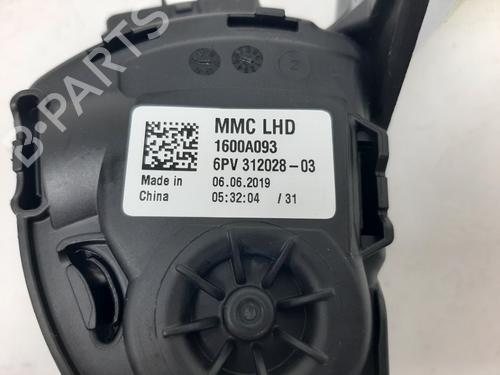 B-PARTS
MMC LHD
1600A093
6PV 312028-03
Made in 06.06.2019
China 05:32:04 / 31